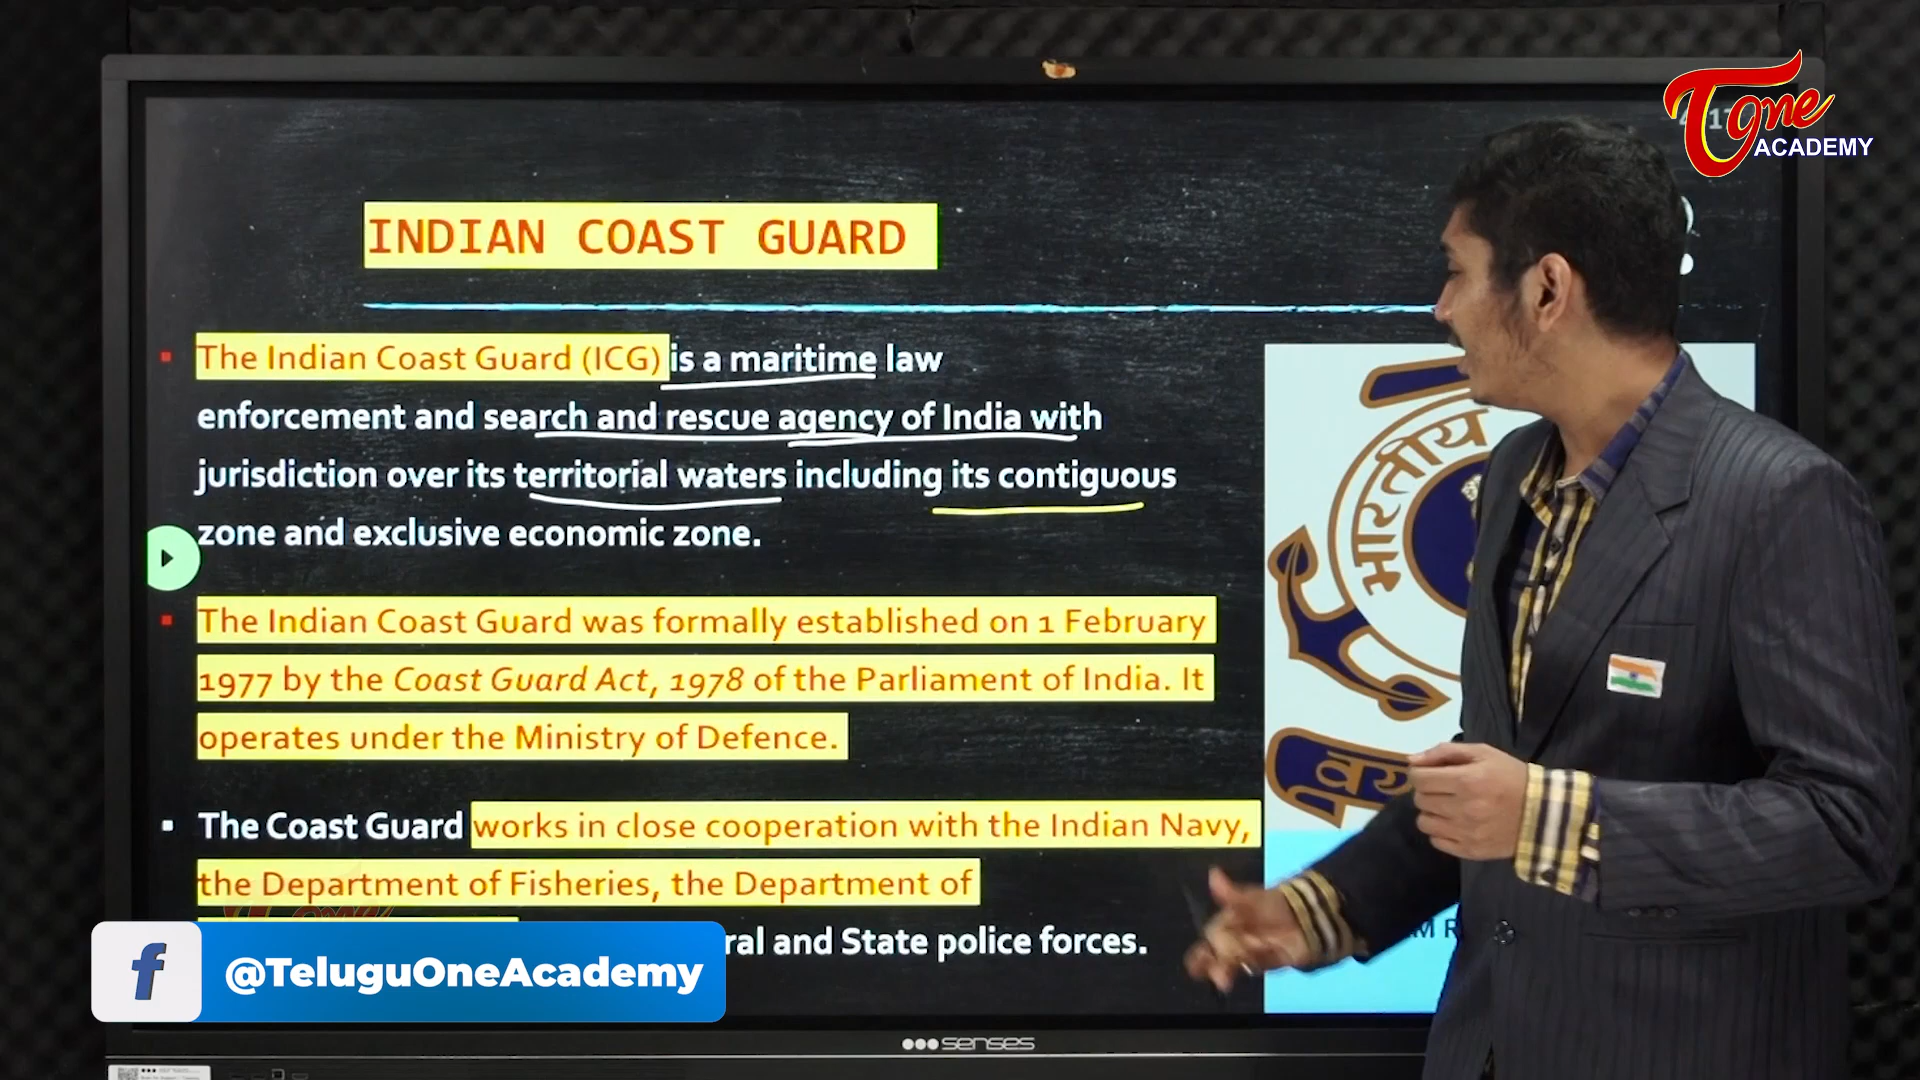 Tone
ACADEMY
INDIAN COAST GUARD
The Indian Coast Guard (ICG) is a maritime law
enforcement and search and rescue agency of India with
jurisdiction over its territorial waters including its contiguous
zone and exclusive economic zone.
The Indian Coast Guard was formally established on 1 February
1977 by the Coast Guard Act, 1978 of the Parliament of India. It
operates under the Ministry of Defence.
The Coast Guard works in close cooperation with the Indian Navy,
the Department of Fisheries, the Department of
ral and State police forces.
भारतीय
वय
M R
f @TeluguOneAcademy
senses